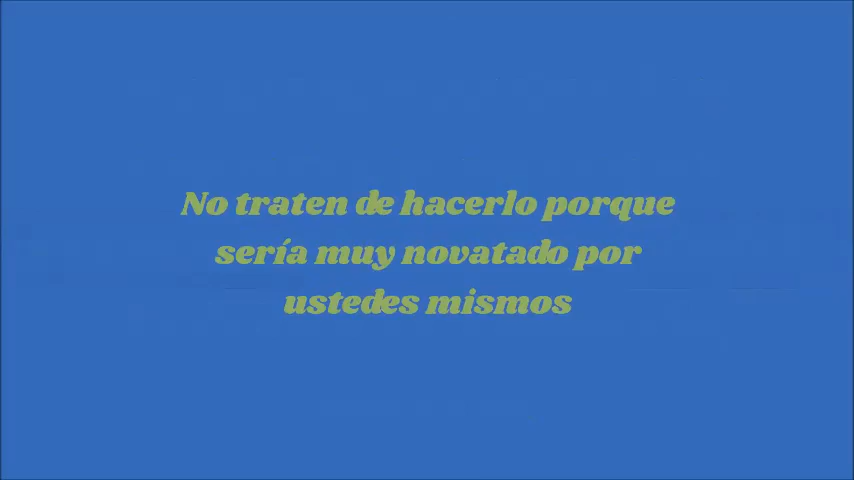 No traten de hacerlo porque
sería muy novatado por
ustedes mismos